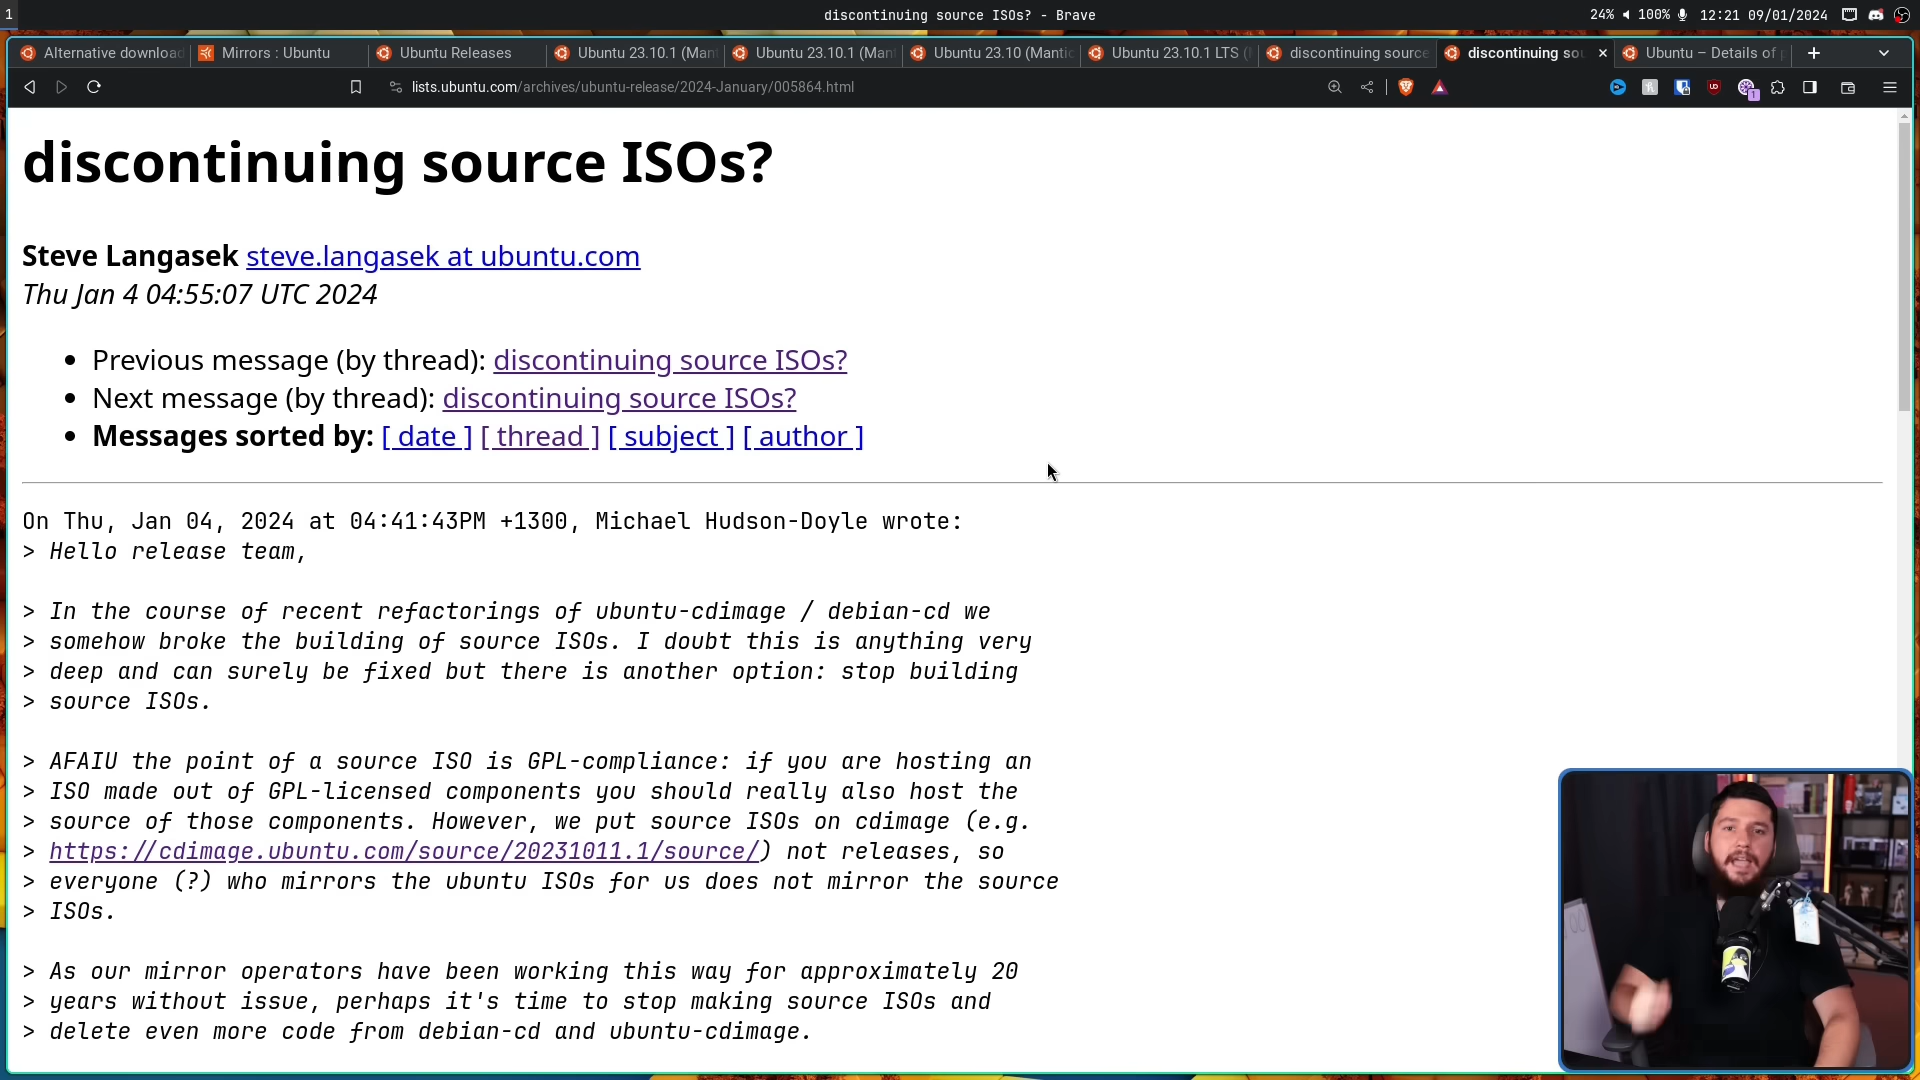 1
discontinuing source ISOs? - Brave
24% 100% 12:21 09/01/2024
Alternative download
Mirrors : Ubuntu
Ubuntu Releases
Ubuntu 23.10.1 (Mant
Ubuntu 23.10.1 (Mant
Ubuntu 23.10 (Mantic
Ubuntu 23.10.1 LTS (
discontinuing source
discontinuing sou
Ubuntu – Details of p
lists.ubuntu.com/archives/ubuntu-release/2024-January/005864.html
1
discontinuing source ISOs?
Steve Langasek steve.langasek at ubuntu.com
Thu Jan 4 04:55:07 UTC 2024
• Previous message (by thread): discontinuing source ISOs?
• Next message (by thread): discontinuing source ISOs?
• Messages sorted by: [ date ] [ thread ] [ subject ] [ author ]
On Thu, Jan 04, 2024 at 04:41:43PM +1300, Michael Hudson-Doyle wrote:
> Hello release team,
> In the course of recent refactorings of ubuntu-cdimage / debian-cd we
> somehow broke the building of source ISOs. I doubt this is anything very
> deep and can surely be fixed but there is another option: stop building
> source ISOs.
> AFAIU the point of a source ISO is GPL-compliance: if you are hosting an
> ISO made out of GPL-licensed components you should really also host the
> source of those components. However, we put source ISOs on cdimage (e.g.
> https://cdimage.ubuntu.com/source/20231011.1/source/) not releases, so
> everyone (?) who mirrors the ubuntu ISOs for us does not mirror the source
> ISOs.
> As our mirror operators have been working this way for approximately 20
> years without issue, perhaps it's time to stop making source ISOs and
> delete even more code from debian-cd and ubuntu-cdimage.